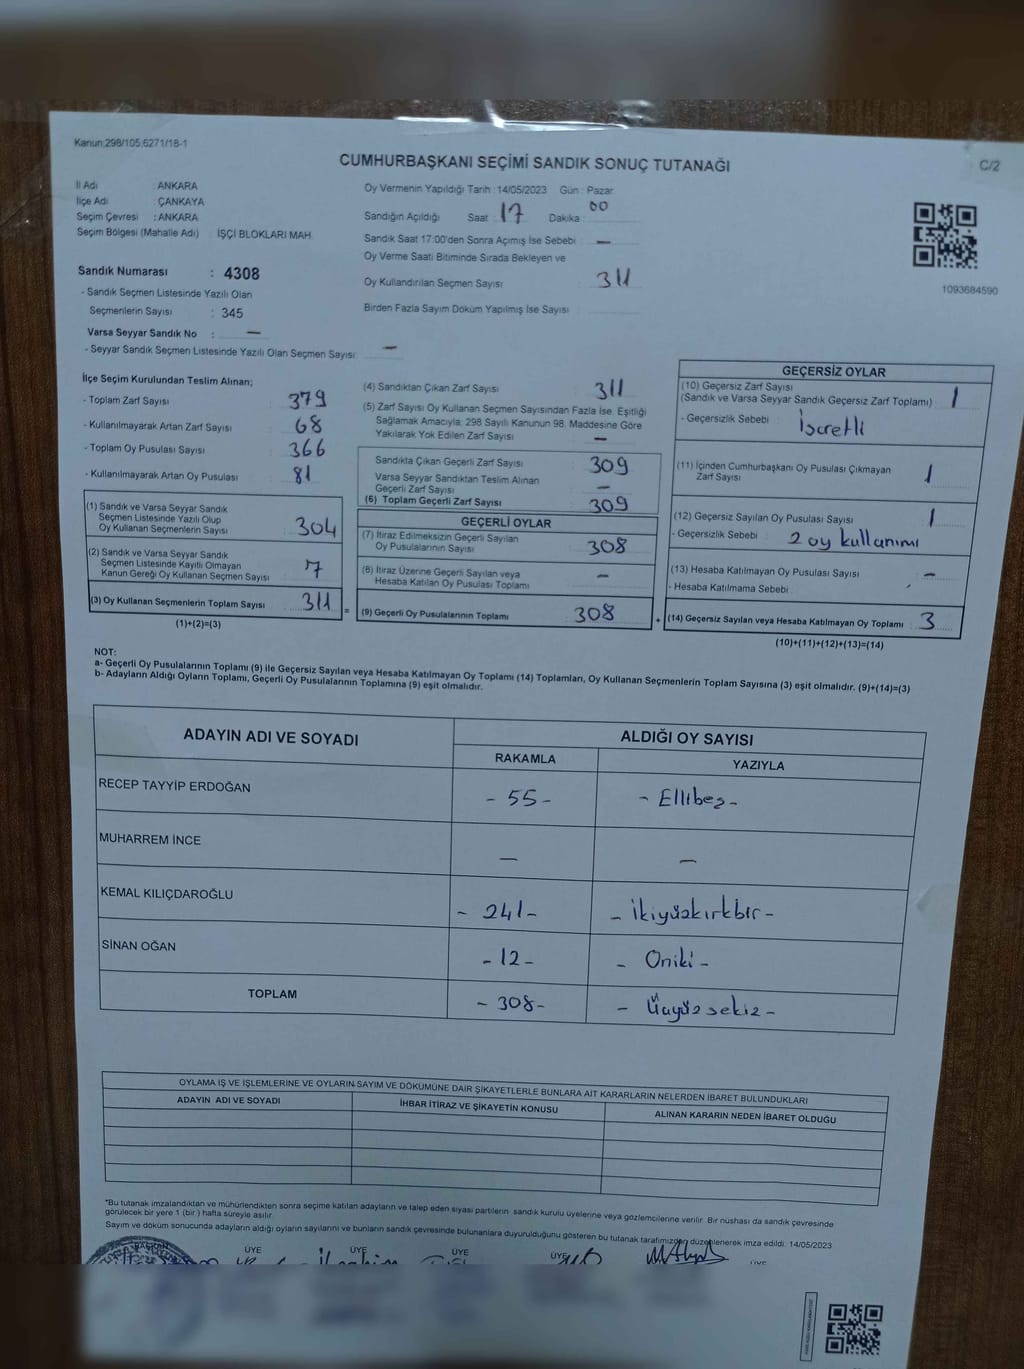 Kanun:298/105,6271/18-1
CUMHURBAŞKANI SEÇİMİ SANDIK SONUÇ TUTANAĞI
C/2
İl Adı : ANKARA
İlçe Adı : ÇANKAYA
Seçim Çevresi : ANKARA
Seçim Bölgesi (Mahalle Adı) : İŞÇİ BLOKLARI MAH.
Sandık Numarası : 4308
- Sandık Seçmen Listesinde Yazılı Olan
Seçmenlerin Sayısı : 345
Varsa Seyyar Sandık No : —
- Seyyar Sandık Seçmen Listesinde Yazılı Olan Seçmen Sayısı: —
Oy Vermenin Yapıldığı Tarih : 14/05/2023 Gün : Pazar
Sandığın Açıldığı Saat : 17 Dakika : 00
Sandık Saat 17:00'den Sonra Açımış İse Sebebi : —
Oy Verme Saati Bitiminde Sırada Bekleyen ve
Oy Kullandırılan Seçmen Sayısı : 311
Birden Fazla Sayım Döküm Yapılmış İse Sayısı :
1093684590
İlçe Seçim Kurulundan Teslim Alınan;
- Toplam Zarf Sayısı : 379
- Kullanılmayarak Artan Zarf Sayısı : 68
- Toplam Oy Pusulası Sayısı : 366
- Kullanılmayarak Artan Oy Pusulası : 81
(1) Sandık ve Varsa Seyyar Sandık
Seçmen Listesinde Yazılı Olup
Oy Kullanan Seçmenlerin Sayısı : 304
(2) Sandık ve Varsa Seyyar Sandık
Seçmen Listesinde Kayıtlı Olmayan
Kanun Gereği Oy Kullanan Seçmen Sayısı : 7
(3) Oy Kullanan Seçmenlerin Toplam Sayısı : 311
(1)+(2)=(3)
=
(4) Sandıktan Çıkan Zarf Sayısı : 311
(5) Zarf Sayısı Oy Kullanan Seçmen Sayısından Fazla İse, Eşitliği
Sağlamak Amacıyla; 298 Sayılı Kanunun 98. Maddesine Göre
Yakılarak Yok Edilen Zarf Sayısı : —
Sandıkta Çıkan Geçerli Zarf Sayısı : 309
Varsa Seyyar Sandıktan Teslim Alınan
Geçerli Zarf Sayısı : —
(6) Toplam Geçerli Zarf Sayısı : 309
GEÇERLİ OYLAR
(7) İtiraz Edilmeksizin Geçerli Sayılan
Oy Pusulalarının Sayısı : 308
(8) İtiraz Üzerine Geçerli Sayılan veya
Hesaba Katılan Oy Pusulası Toplamı : —
(9) Geçerli Oy Pusulalarının Toplamı : 308
+
GEÇERSİZ OYLAR
(10) Geçersiz Zarf Sayısı
(Sandık ve Varsa Seyyar Sandık Geçersiz Zarf Toplamı) : 1
- Geçersizlik Sebebi : İşaretli
(11) İçinden Cumhurbaşkanı Oy Pusulası Çıkmayan
Zarf Sayısı : 1
(12) Geçersiz Sayılan Oy Pusulası Sayısı : 1
- Geçersizlik Sebebi : 2 oy kullanımı
(13) Hesaba Katılmayan Oy Pusulası Sayısı : —
- Hesaba Katılmama Sebebi :
(14) Geçersiz Sayılan veya Hesaba Katılmayan Oy Toplamı : 3
(10)+(11)+(12)+(13)=(14)
NOT:
a- Geçerli Oy Pusulalarının Toplamı (9) ile Geçersiz Sayılan veya Hesaba Katılmayan Oy Toplamı (14) Toplamları, Oy Kullanan Seçmenlerin Toplam Sayısına (3) eşit olmalıdır. (9)+(14)=(3)
b- Adayların Aldığı Oyların Toplamı, Geçerli Oy Pusulalarının Toplamına (9) eşit olmalıdır.
ADAYIN ADI VE SOYADI
ALDIĞI OY SAYISI
RAKAMLA YAZIYLA
RECEP TAYYİP ERDOĞAN - 55 - - Ellibeş -
MUHARREM İNCE — —
KEMAL KILIÇDAROĞLU - 241 - - İkiyüzkırkbir -
SİNAN OĞAN - 12 - - Oniki -
TOPLAM - 308 - - Üçyüzsekiz -
OYLAMA İŞ VE İŞLEMLERİNE VE OYLARIN SAYIM VE DÖKÜMÜNE DAİR ŞİKAYETLERLE BUNLARA AİT KARARLARIN NELERDEN İBARET BULUNDUKLARI
ADAYIN ADI VE SOYADI İHBAR İTİRAZ VE ŞİKAYETİN KONUSU ALINAN KARARIN NEDEN İBARET OLDUĞU
*Bu tutanak imzalandıktan ve mühürlendikten sonra seçime katılan adayların ve talep eden siyasi partilerin sandık kurulu üyelerine veya gözlemcilerine verilir. Bir nüshası da sandık çevresinde
görülecek bir yere 1 (bir ) hafta süreyle asılır.
Sayım ve döküm sonucunda adayların aldığı oyların sayılarını ve bunların sandık çevresinde bulunanlara duyurulduğunu gösteren bu tutanak tarafımızdan düzenlenerek imza edildi. 14/05/2023
ÜYE ÜYE ÜYE ÜYE ÜYE